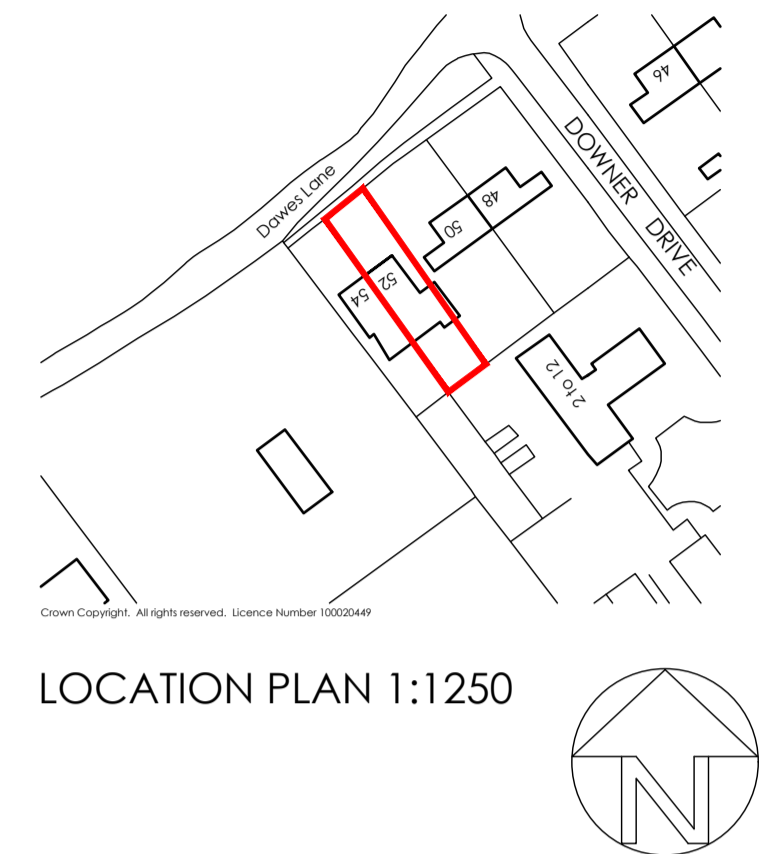 46
DOWNER DRIVE
Dawes Lane
48
50
52
54
2 to 12
Crown Copyright. All rights reserved. Licence Number 100020449
LOCATION PLAN 1:1250
N